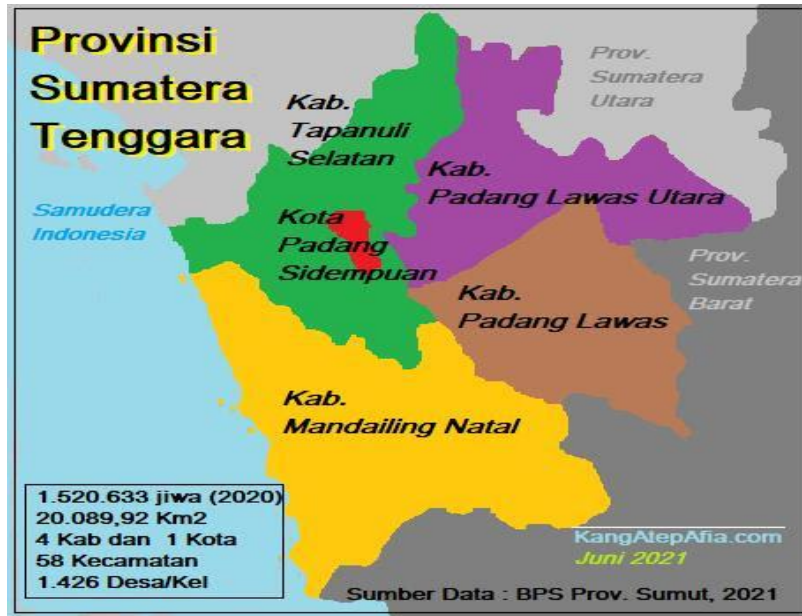 Provinsi
Sumatera
Tenggara
Prov.
Sumatera
Utara
Kab.
Tapanuli
Selatan
Kab.
Padang Lawas Utara
Samudera
Indonesia
Kota
Padang
Sidempuan
Prov.
Sumatera
Barat
Kab.
Padang Lawas
Kab.
Mandailing Natal
1.520.633 jiwa (2020)
20.089,92 Km2
4 Kab dan 1 Kota
58 Kecamatan
1.426 Desa/Kel
KangAtepAfia.com
Juni 2021
Sumber Data : BPS Prov. Sumut, 2021